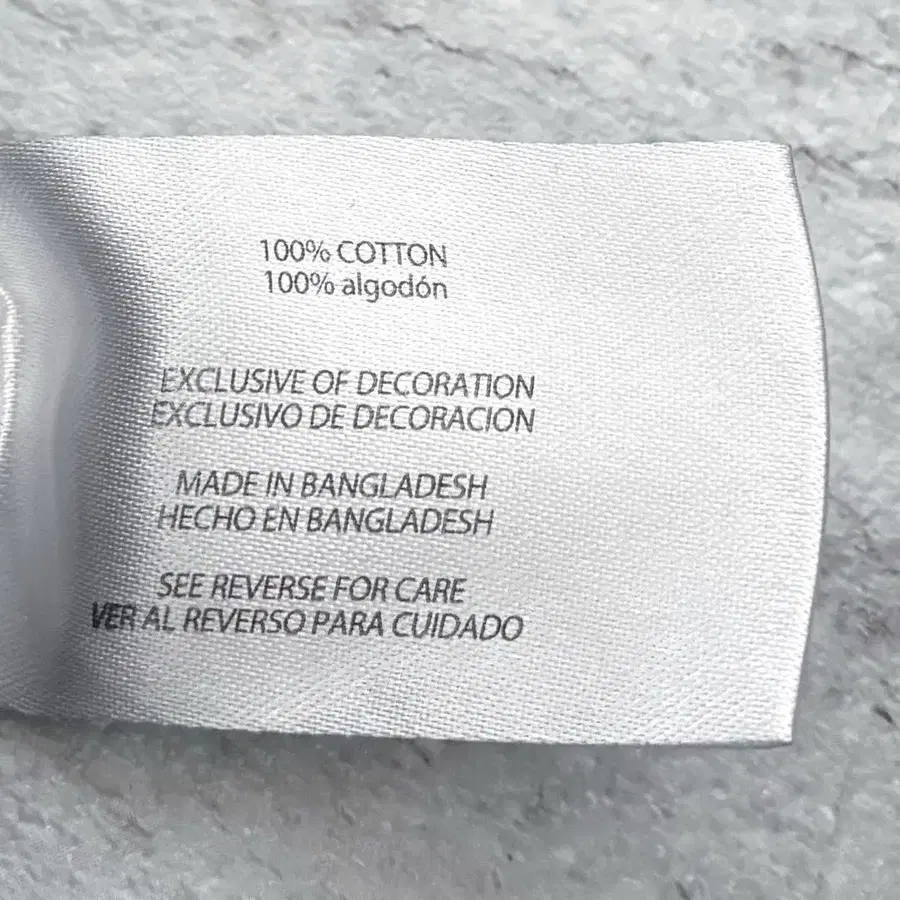 100% COTTON
100% algodón
EXCLUSIVE OF DECORATION
EXCLUSIVO DE DECORACION
MADE IN BANGLADESH
HECHO EN BANGLADESH
SEE REVERSE FOR CARE
VER AL REVERSO PARA CUIDADO